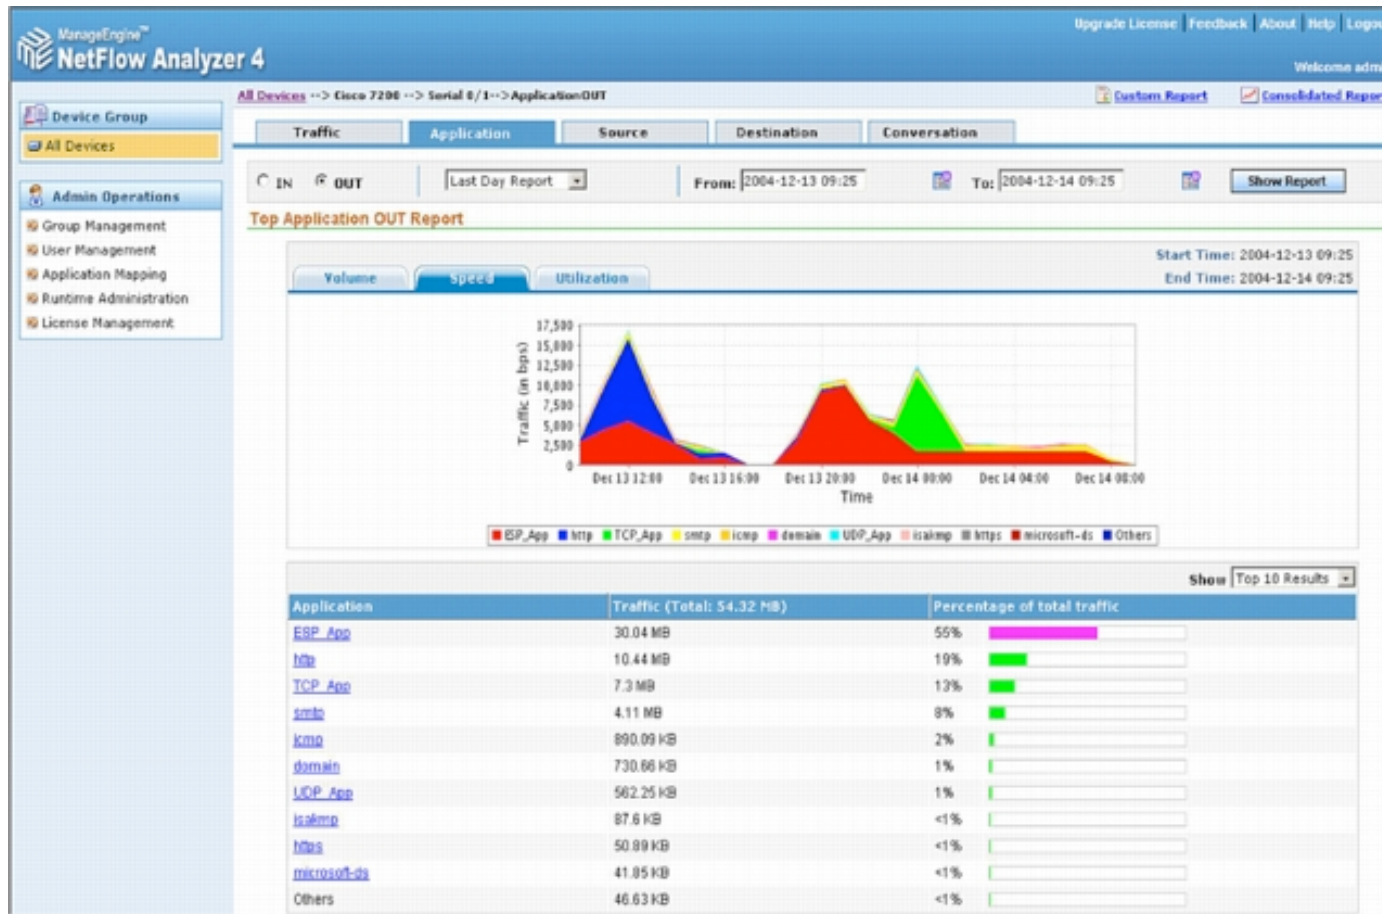 Upgrade License | Feedback | About | Help | Logou
ManageEngine™
NetFlow Analyzer 4
Welcome adm
All Devices --> Cisco 7200 --> Serial 0/1-->ApplicationOUT
Custom Report
Consolidated Repor
Device Group
All Devices
Admin Operations
Group Management
User Management
Application Mapping
Runtime Administration
License Management
Traffic
Application
Source
Destination
Conversation
IN
OUT
Last Day Report
From: 2004-12-13 09:25
To: 2004-12-14 09:25
Show Report
Top Application OUT Report
Start Time: 2004-12-13 09:25
End Time: 2004-12-14 09:25
Volume
Speed
Utilization
Traffic (in bps)
17,500
15,000
12,500
10,000
7,500
5,000
2,500
0
Dec 13 12:00
Dec 13 16:00
Dec 13 20:00
Dec 14 00:00
Dec 14 04:00
Dec 14 08:00
Time
ESP_App http TCP_App smtp icmp domain UDP_App isakmp https microsoft-ds Others
Show Top 10 Results
Application Traffic (Total: 54.32 MB) Percentage of total traffic
ESP_App 30.04 MB 55%
http 10.44 MB 19%
TCP_App 7.3 MB 13%
smtp 4.11 MB 8%
icmp 890.09 KB 2%
domain 730.66 KB 1%
UDP_App 562.25 KB 1%
isakmp 87.6 KB <1%
https 50.89 KB <1%
microsoft-ds 41.85 KB <1%
Others 46.63 KB <1%